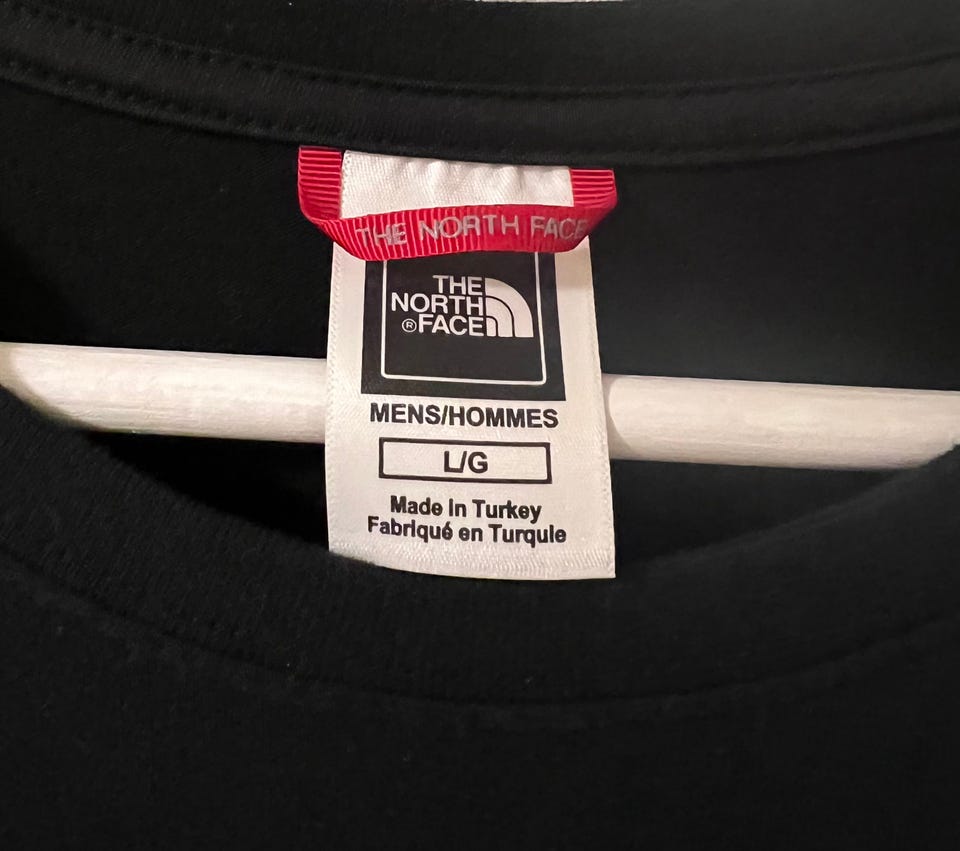 THE NORTH FACE
THE
NORTH
®FACE
MENS/HOMMES
L/G
Made in Turkey
Fabriqué en Turquie